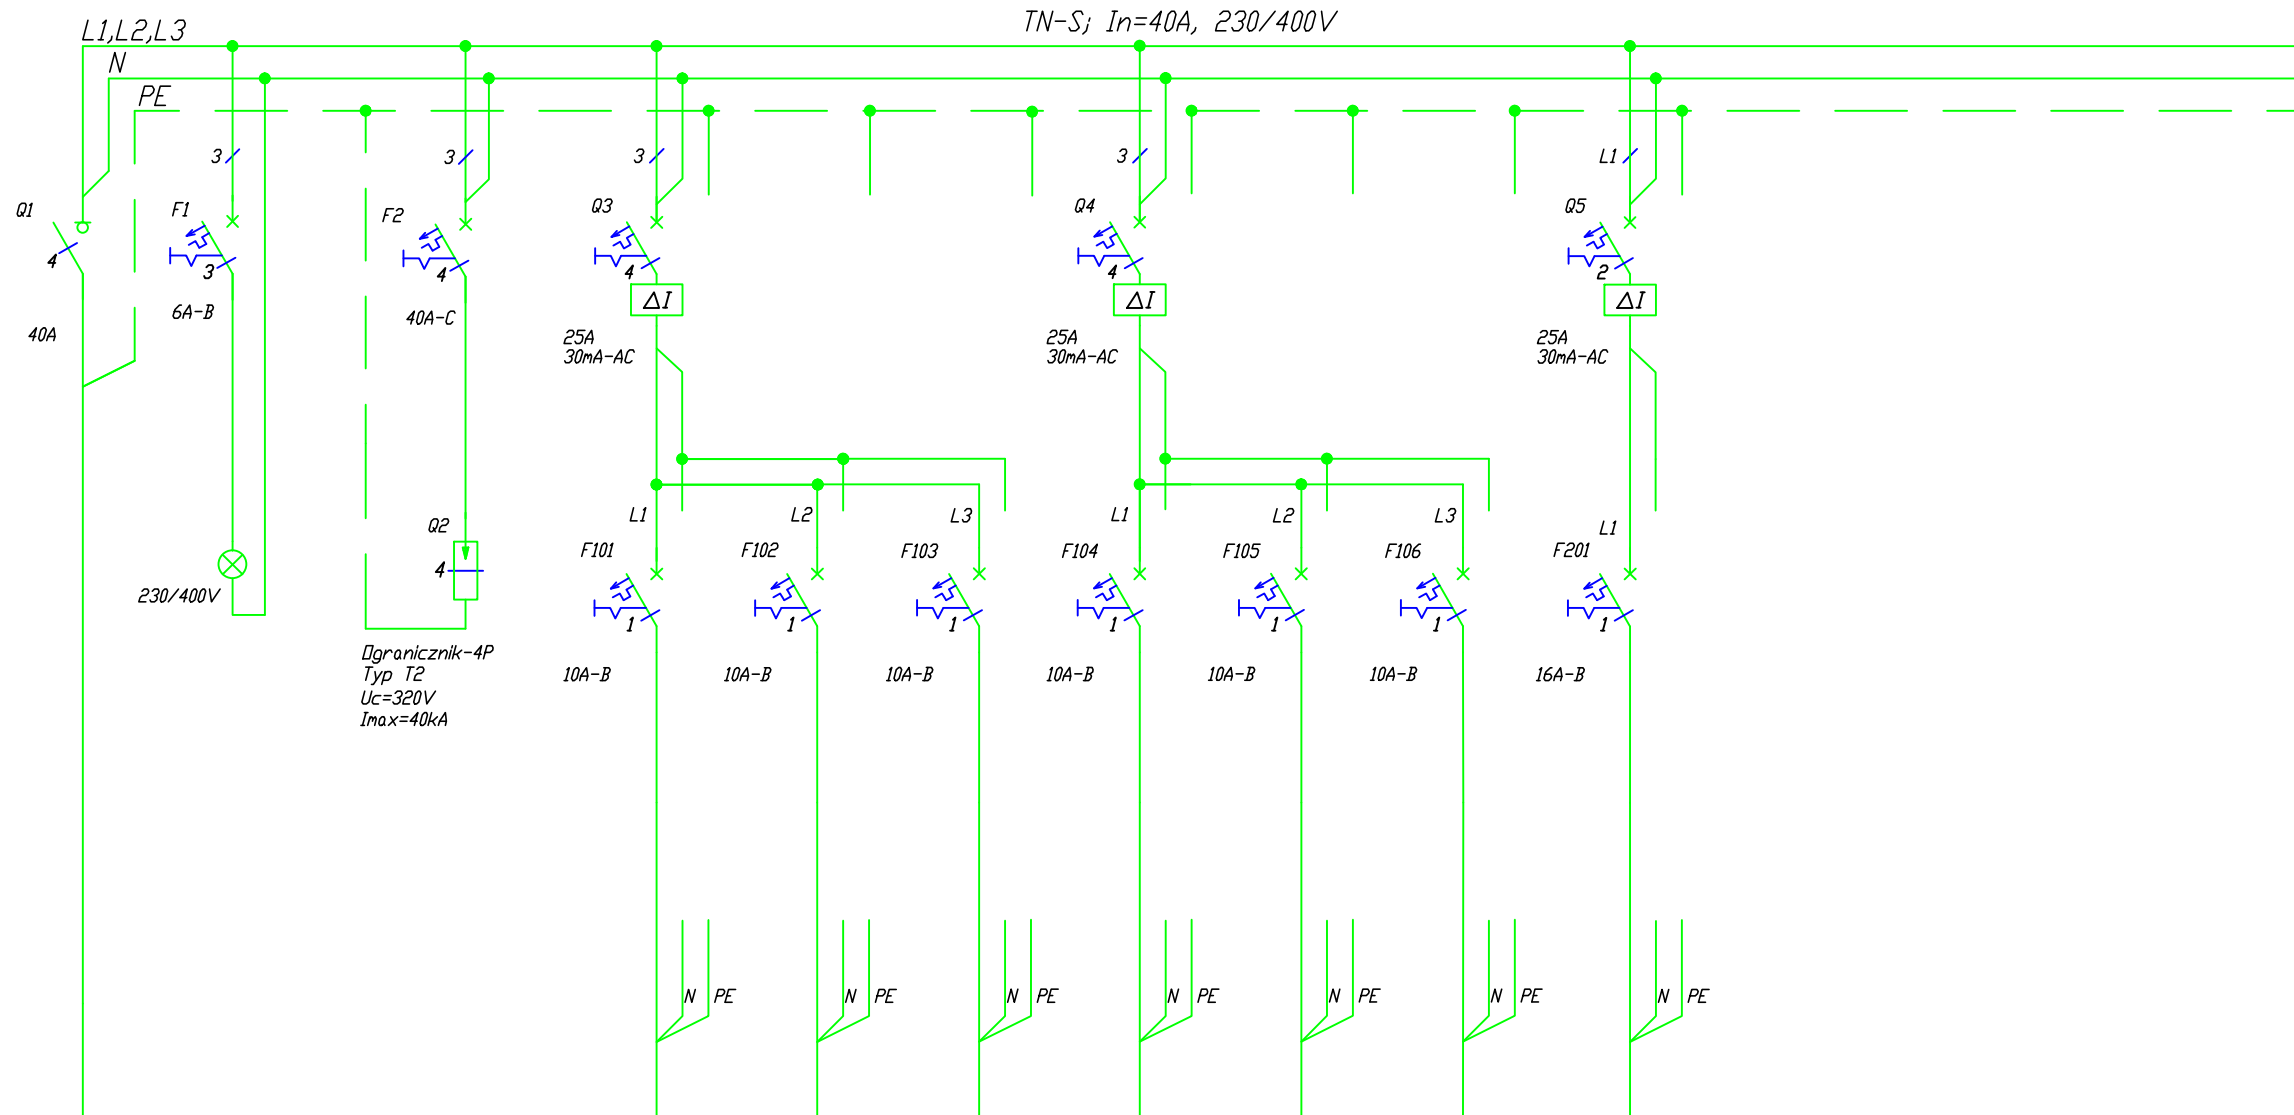 TN-S; In=40A, 230/400V
L1,L2,L3
N
PE
3
3
3
3
L1
Q1
F1
F2
Q3
Q4
Q5
4
3
4
4
4
2
ΔI
ΔI
ΔI
40A
6A-B
40A-C
25A
30mA-AC
25A
30mA-AC
25A
30mA-AC
Q2
4
L1
L2
L3
L1
L2
L3
L1
F101
F102
F103
F104
F105
F106
F201
230/400V
1
1
1
1
1
1
1
Ogranicznik-4P
Typ T2
Uc=320V
Imax=40kA
10A-B
10A-B
10A-B
10A-B
10A-B
10A-B
16A-B
N PE
N PE
N PE
N PE
N PE
N PE
N PE